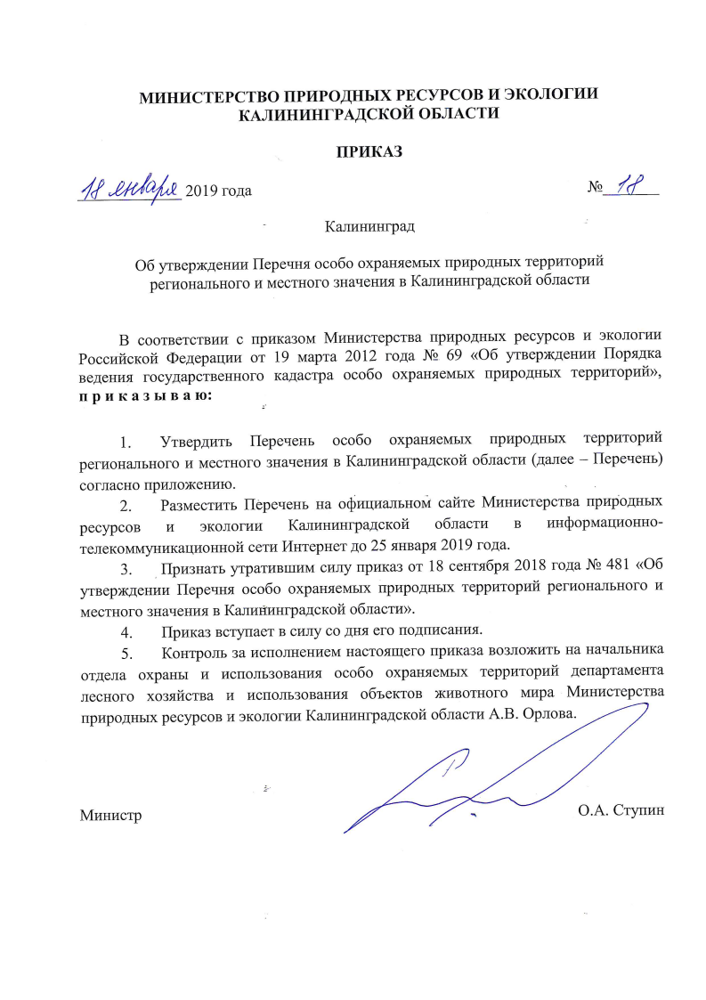 МИНИСТЕРСТВО ПРИРОДНЫХ РЕСУРСОВ И ЭКОЛОГИИ
КАЛИНИНГРАДСКОЙ ОБЛАСТИ
ПРИКАЗ
18 января 2019 года № 18
Калининград
Об утверждении Перечня особо охраняемых природных территорий
регионального и местного значения в Калининградской области
В соответствии с приказом Министерства природных ресурсов и экологии
Российской Федерации от 19 марта 2012 года № 69 «Об утверждении Порядка
ведения государственного кадастра особо охраняемых природных территорий»,
п р и к а з ы в а ю:
1. Утвердить Перечень особо охраняемых природных территорий
регионального и местного значения в Калининградской области (далее – Перечень)
согласно приложению.
2. Разместить Перечень на официальном сайте Министерства природных
ресурсов и экологии Калининградской области в информационно-
телекоммуникационной сети Интернет до 25 января 2019 года.
3. Признать утратившим силу приказ от 18 сентября 2018 года № 481 «Об
утверждении Перечня особо охраняемых природных территорий регионального и
местного значения в Калининградской области».
4. Приказ вступает в силу со дня его подписания.
5. Контроль за исполнением настоящего приказа возложить на начальника
отдела охраны и использования особо охраняемых территорий департамента
лесного хозяйства и использования объектов животного мира Министерства
природных ресурсов и экологии Калининградской области А.В. Орлова.
Министр О.А. Ступин